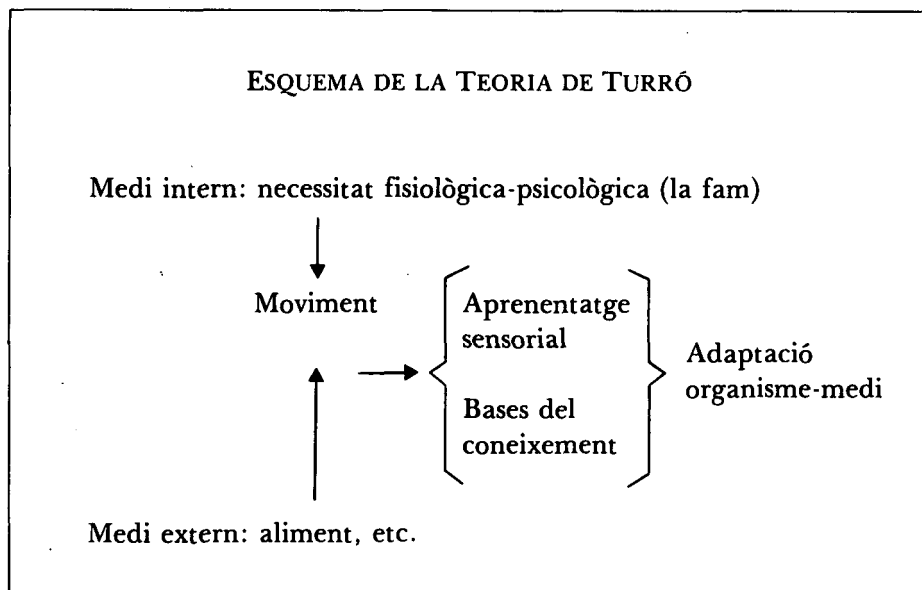 ESQUEMA DE LA TEORIA DE TURRÓ
Medi intern: necessitat fisiològica-psicològica (la fam)
Moviment
Aprenentatge
sensorial
Bases del
coneixement
Adaptació
organisme-medi
Medi extern: aliment, etc.